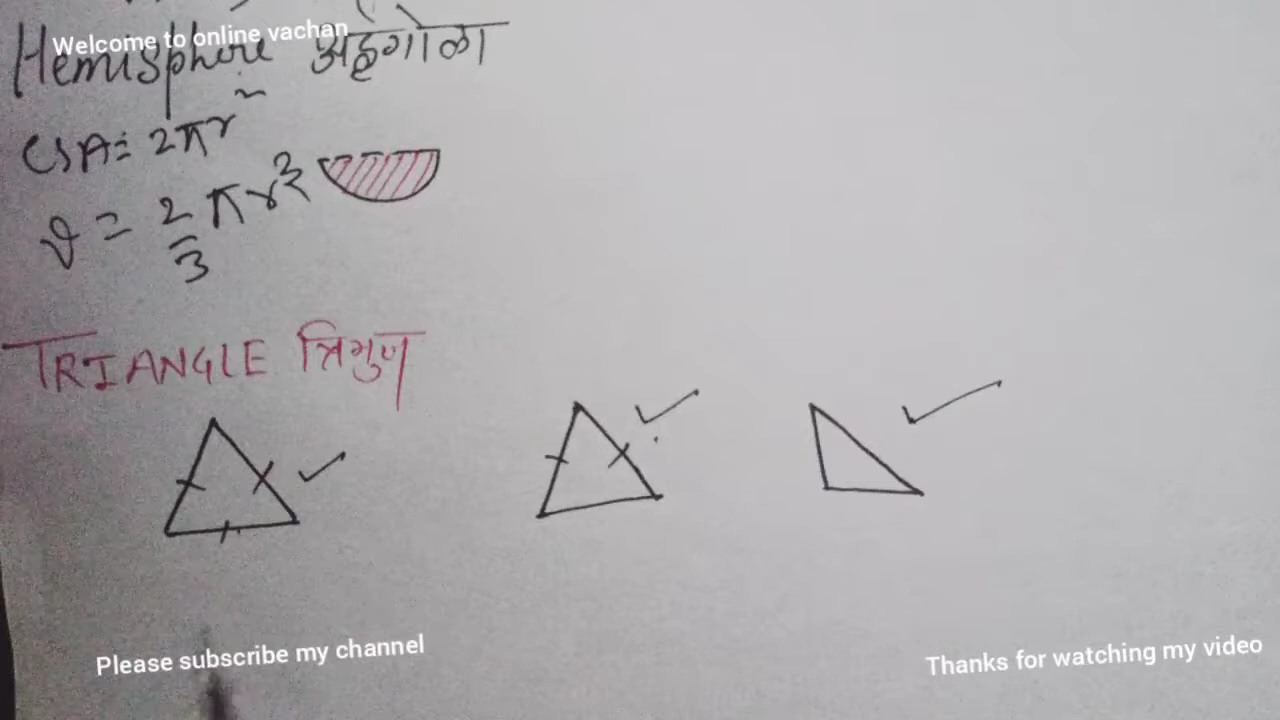 Welcome to online vachan
Hemisphere अर्द्धगोला
CSA = 2πr²
v = 2/3 πr³
TRIANGLE त्रिभुज
Please subscribe my channel
Thanks for watching my video